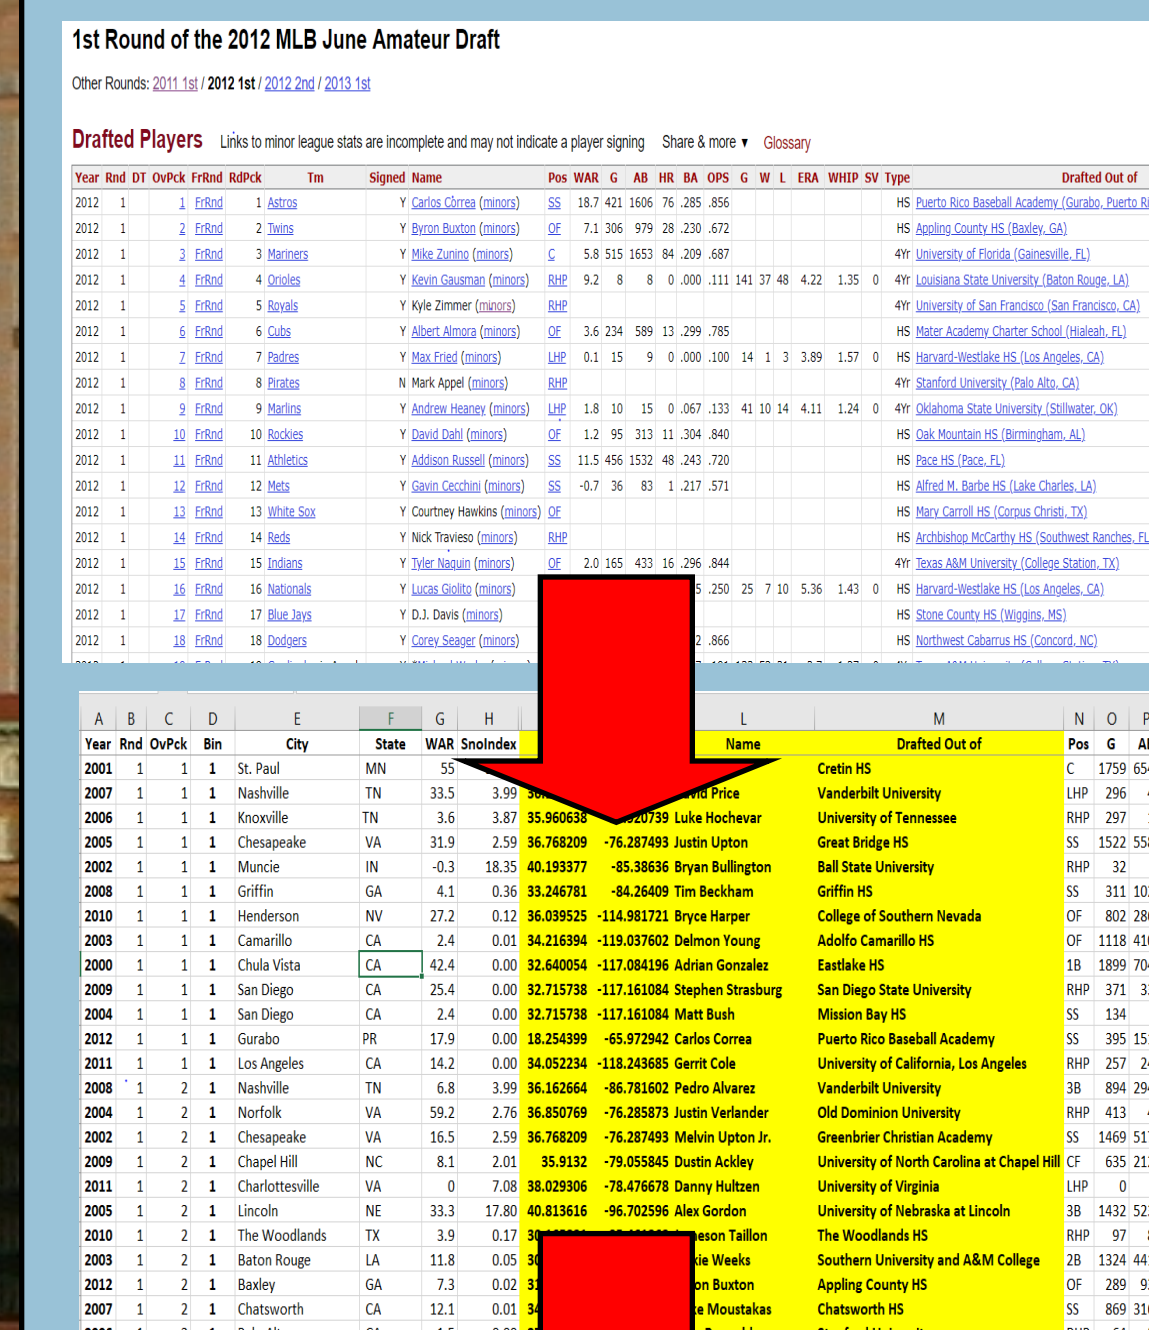 1st Round of the 2012 MLB June Amateur Draft
Other Rounds: 2011 1st / 2012 1st / 2012 2nd / 2013 1st
Drafted Players Links to minor league stats are incomplete and may not indicate a player signing Share & more ▼ Glossary
Year Rnd DT OvPck FrRnd RdPck Tm Signed Name Pos WAR G AB HR BA OPS G W L ERA WHIP SV Type Drafted Out of
2012 1 1 FrRnd 1 Astros Y Carlos Correa (minors) SS 18.7 421 1606 76 .285 .856 HS Puerto Rico Baseball Academy (Gurabo, Puerto Ri
2012 1 2 FrRnd 2 Twins Y Byron Buxton (minors) OF 7.1 306 979 28 .230 .672 HS Appling County HS (Baxley, GA)
2012 1 3 FrRnd 3 Mariners Y Mike Zunino (minors) C 5.8 515 1653 84 .209 .687 4Yr University of Florida (Gainesville, FL)
2012 1 4 FrRnd 4 Orioles Y Kevin Gausman (minors) RHP 9.2 8 8 0 .000 .111 141 37 48 4.22 1.35 0 4Yr Louisiana State University (Baton Rouge, LA)
2012 1 5 FrRnd 5 Royals Y Kyle Zimmer (minors) RHP 4Yr University of San Francisco (San Francisco, CA)
2012 1 6 FrRnd 6 Cubs Y Albert Almora (minors) OF 3.6 234 589 13 .299 .785 HS Mater Academy Charter School (Hialeah, FL)
2012 1 7 FrRnd 7 Padres Y Max Fried (minors) LHP 0.1 15 9 0 .000 .100 14 1 3 3.89 1.57 0 HS Harvard-Westlake HS (Los Angeles, CA)
2012 1 8 FrRnd 8 Pirates N Mark Appel (minors) RHP 4Yr Stanford University (Palo Alto, CA)
2012 1 9 FrRnd 9 Marlins Y Andrew Heaney (minors) LHP 1.8 10 15 0 .067 .133 41 10 14 4.11 1.24 0 4Yr Oklahoma State University (Stillwater, OK)
2012 1 10 FrRnd 10 Rockies Y David Dahl (minors) OF 1.2 95 313 11 .304 .840 HS Oak Mountain HS (Birmingham, AL)
2012 1 11 FrRnd 11 Athletics Y Addison Russell (minors) SS 11.5 456 1532 48 .243 .720 HS Pace HS (Pace, FL)
2012 1 12 FrRnd 12 Mets Y Gavin Cecchini (minors) SS -0.7 36 83 1 .217 .571 HS Alfred M. Barbe HS (Lake Charles, LA)
2012 1 13 FrRnd 13 White Sox Y Courtney Hawkins (minors) OF HS Mary Carroll HS (Corpus Christi, TX)
2012 1 14 FrRnd 14 Reds Y Nick Travieso (minors) RHP HS Archbishop McCarthy HS (Southwest Ranches, FL
2012 1 15 FrRnd 15 Indians Y Tyler Naquin (minors) OF 2.0 165 433 16 .296 .844 4Yr Texas A&M University (College Station, TX)
2012 1 16 FrRnd 16 Nationals Y Lucas Giolito (minors) 5 .250 25 7 10 5.36 1.43 0 HS Harvard-Westlake HS (Los Angeles, CA)
2012 1 17 FrRnd 17 Blue Jays Y D.J. Davis (minors) HS Stone County HS (Wiggins, MS)
2012 1 18 FrRnd 18 Dodgers Y Corey Seager (minors) 2 .866 HS Northwest Cabarrus HS (Concord, NC)
A B C D E F G H L M N O P
Year Rnd OvPck Bin City State WAR SnoIndex Name Drafted Out of Pos G A
2001 1 1 1 St. Paul MN 55 Cretin HS C 1759 654
2007 1 1 1 Nashville TN 33.5 3.99 Price Vanderbilt University LHP 296
2006 1 1 1 Knoxville TN 3.6 3.87 35.960638 20739 Luke Hochevar University of Tennessee RHP 297
2005 1 1 1 Chesapeake VA 31.9 2.59 36.768209 -76.287493 Justin Upton Great Bridge HS SS 1522 558
2002 1 1 1 Muncie IN -0.3 18.35 40.193377 -85.38636 Bryan Bullington Ball State University RHP 32
2008 1 1 1 Griffin GA 4.1 0.36 33.246781 -84.26409 Tim Beckham Griffin HS SS 311 10
2010 1 1 1 Henderson NV 27.2 0.12 36.039525 -114.981721 Bryce Harper College of Southern Nevada OF 802 28
2003 1 1 1 Camarillo CA 2.4 0.01 34.216394 -119.037602 Delmon Young Adolfo Camarillo HS OF 1118 41
2000 1 1 1 Chula Vista CA 42.4 0.00 32.640054 -117.084196 Adrian Gonzalez Eastlake HS 1B 1899 70
2009 1 1 1 San Diego CA 25.4 0.00 32.715738 -117.161084 Stephen Strasburg San Diego State University RHP 371 3
2004 1 1 1 San Diego CA 2.4 0.00 32.715738 -117.161084 Matt Bush Mission Bay HS SS 134
2012 1 1 1 Gurabo PR 17.9 0.00 18.254399 -65.972942 Carlos Correa Puerto Rico Baseball Academy SS 395 15
2011 1 1 1 Los Angeles CA 14.2 0.00 34.052234 -118.243685 Gerrit Cole University of California, Los Angeles RHP 257 2
2008 1 2 1 Nashville TN 6.8 3.99 36.162664 -86.781602 Pedro Alvarez Vanderbilt University 3B 894 29
2004 1 2 1 Norfolk VA 59.2 2.76 36.850769 -76.285873 Justin Verlander Old Dominion University RHP 413
2002 1 2 1 Chesapeake VA 16.5 2.59 36.768209 -76.287493 Melvin Upton Jr. Greenbrier Christian Academy SS 1469 51
2009 1 2 1 Chapel Hill NC 8.1 2.01 35.9132 -79.055845 Dustin Ackley University of North Carolina at Chapel Hill CF 635 21
2011 1 2 1 Charlottesville VA 0 7.08 38.029306 -78.476678 Danny Hultzen University of Virginia LHP 0
2005 1 2 1 Lincoln NE 33.3 17.80 40.813616 -96.702596 Alex Gordon University of Nebraska at Lincoln 3B 1432 52
2010 1 2 1 The Woodlands TX 3.9 0.17 30 eson Taillon The Woodlands HS RHP 97
2003 1 2 1 Baton Rouge LA 11.8 0.05 30 kie Weeks Southern University and A&M College 2B 1324 44
2012 1 2 1 Baxley GA 7.3 0.02 31 on Buxton Appling County HS OF 289 9
2007 1 2 1 Chatsworth CA 12.1 0.01 34 e Moustakas Chatsworth HS SS 869 31